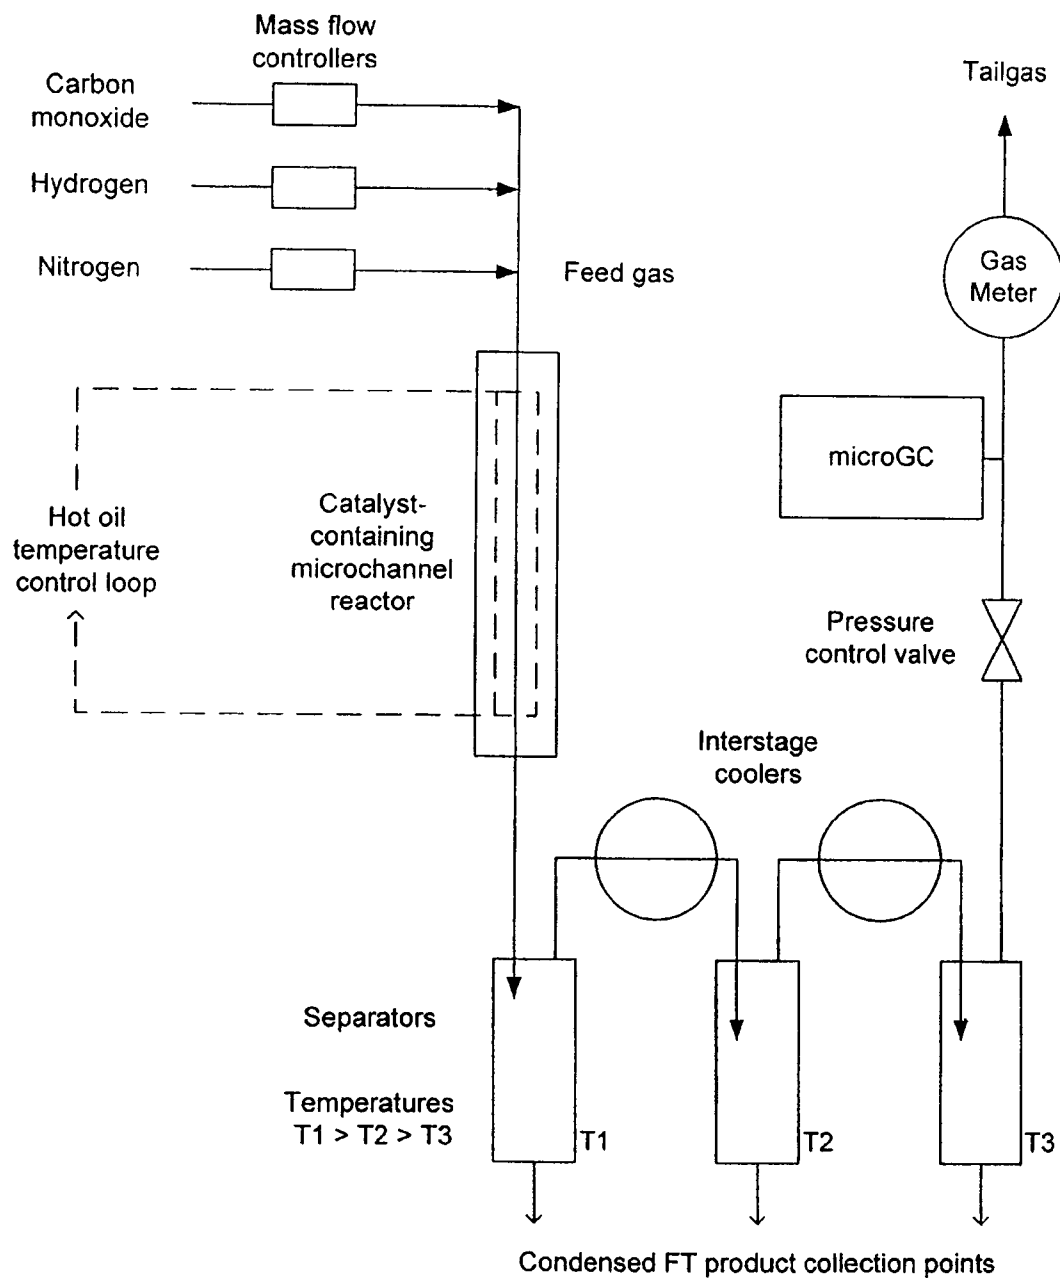 Mass flow
controllers
Carbon
monoxide
Tailgas
Hydrogen
Nitrogen
Feed gas
Gas
Meter
microGC
Catalyst-
containing
microchannel
reactor
Hot oil
temperature
control loop
Pressure
control valve
Interstage
coolers
Separators
Temperatures
T1 > T2 > T3
T1
T2
T3
Condensed FT product collection points